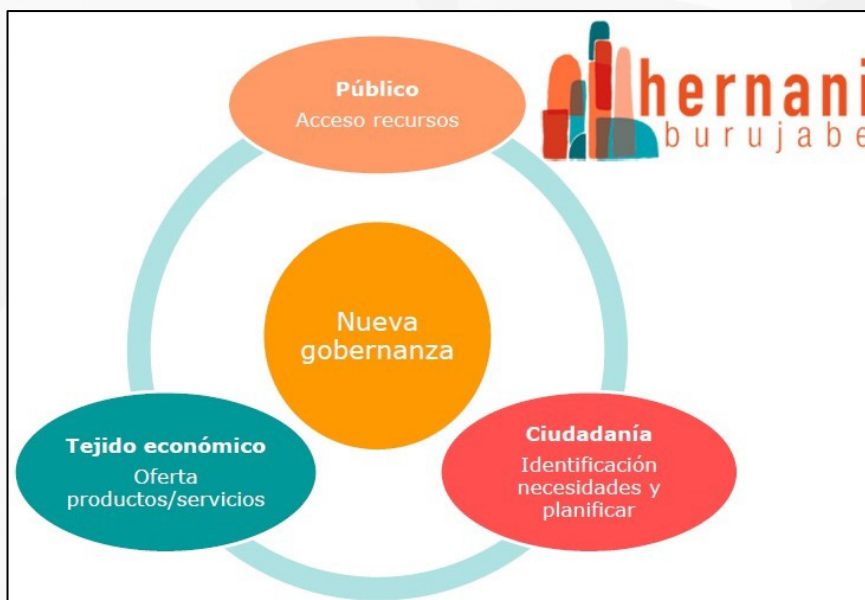 Público
Acceso recursos
hernani
burujabe
Nueva
gobernanza
Tejido económico
Oferta
productos/servicios
Ciudadanía
Identificación
necesidades y
planificar